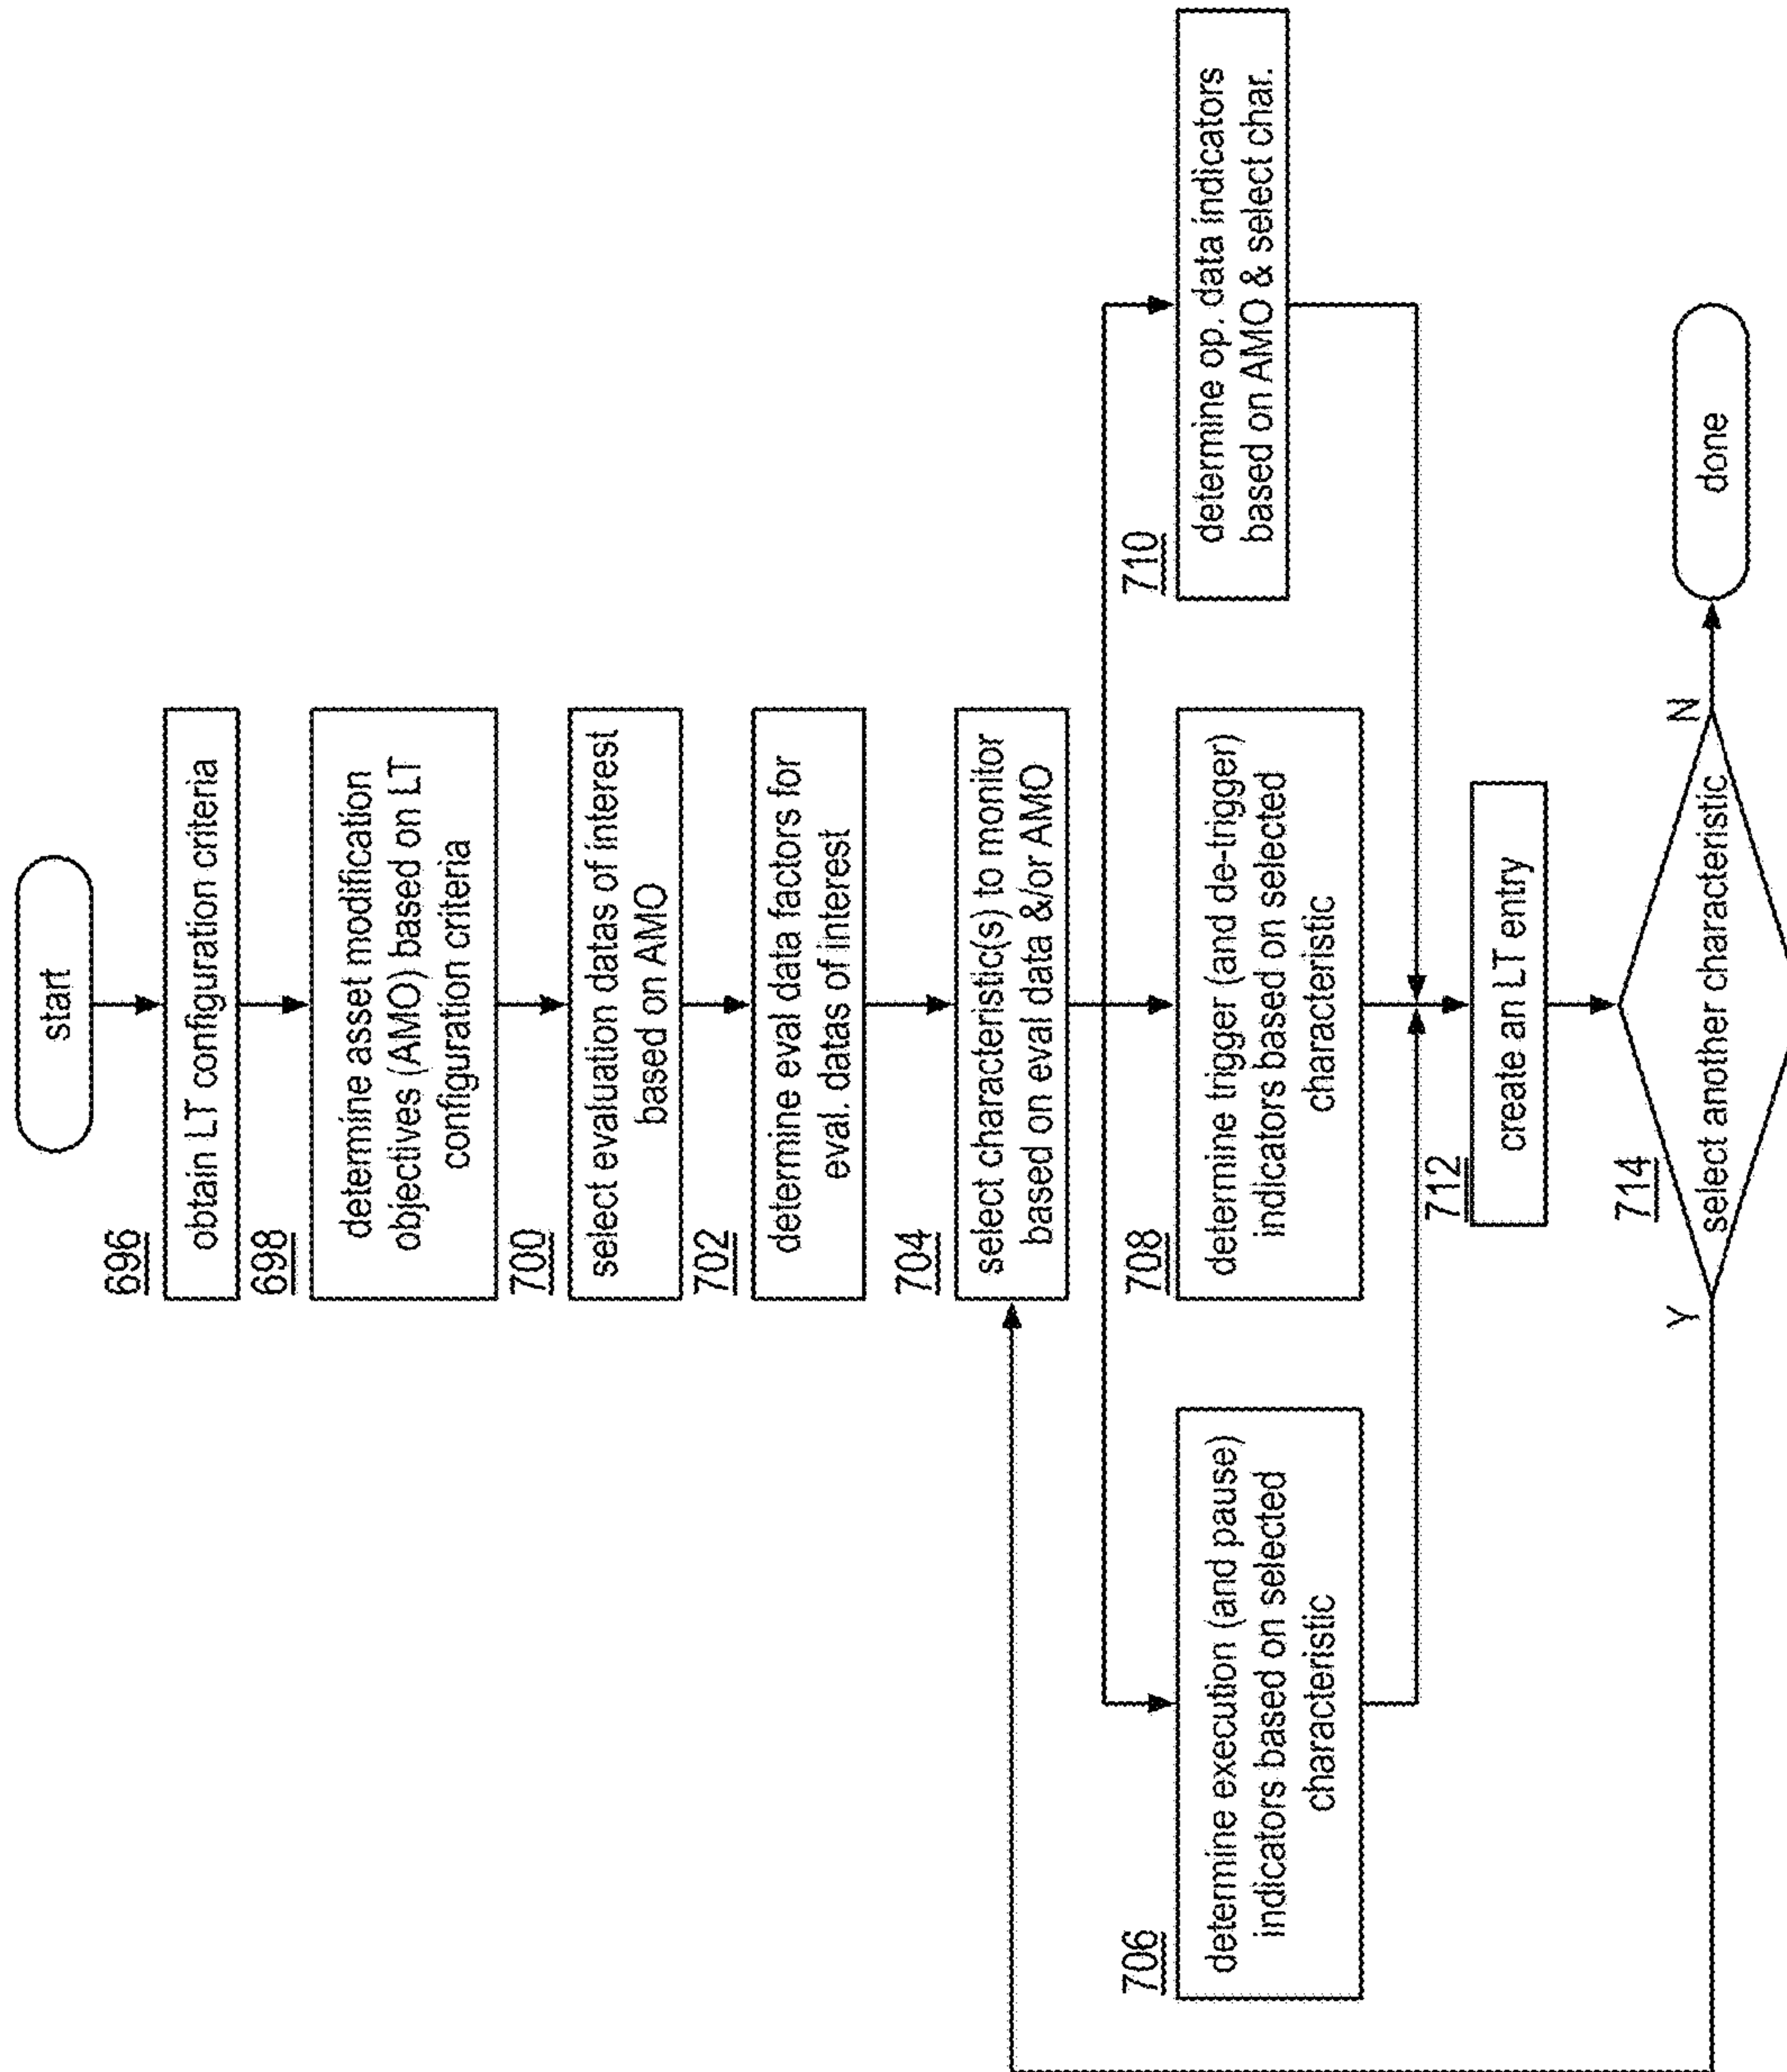 start
696
obtain LT configuration criteria
698
determine asset modification
objectives (AMO) based on LT
configuration criteria
700
select evaluation datas of interest
based on AMO
702
determine eval data factors for
eval. datas of interest
704
select characteristic(s) to monitor
based on eval data &/or AMO
706
determine execution (and pause)
indicators based on selected
characteristic
708
determine trigger (and de-trigger)
indicators based on selected
characteristic
710
determine op. data indicators
based on AMO & select char.
712
create an LT entry
714
select another characteristic
Y
N
done